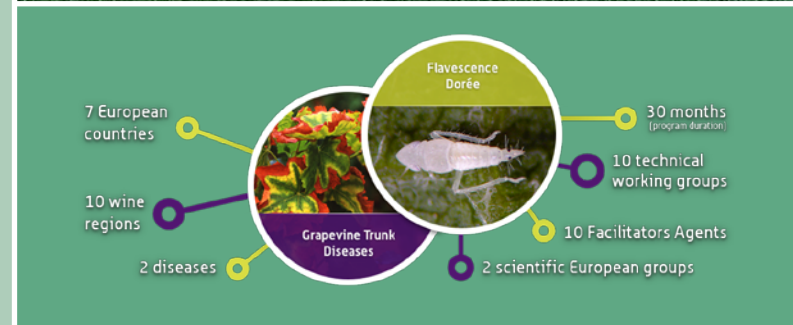 Flavescence
Dorée
7 European
countries
30 months
(program duration)
10 technical
working groups
10 wine
regions
Grapevine Trunk
Diseases
10 Facilitators Agents
2 diseases
2 scientific European groups